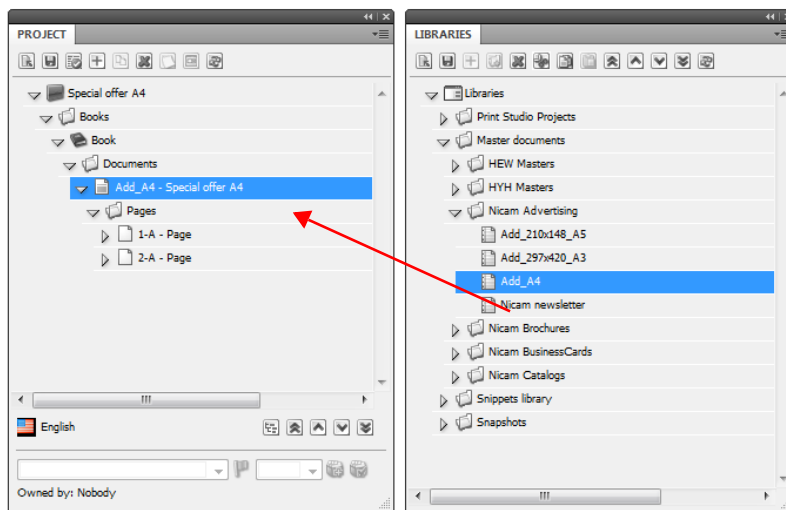 PROJECT
Special offer A4
Books
Book
Documents
Add_A4 - Special offer A4
Pages
1-A - Page
2-A - Page
English
Owned by: Nobody
LIBRARIES
Libraries
Print Studio Projects
Master documents
HEW Masters
HYH Masters
Nicam Advertising
Add_210x148_A5
Add_297x420_A3
Add_A4
Nicam newsletter
Nicam Brochures
Nicam BusinessCards
Nicam Catalogs
Snippets library
Snapshots